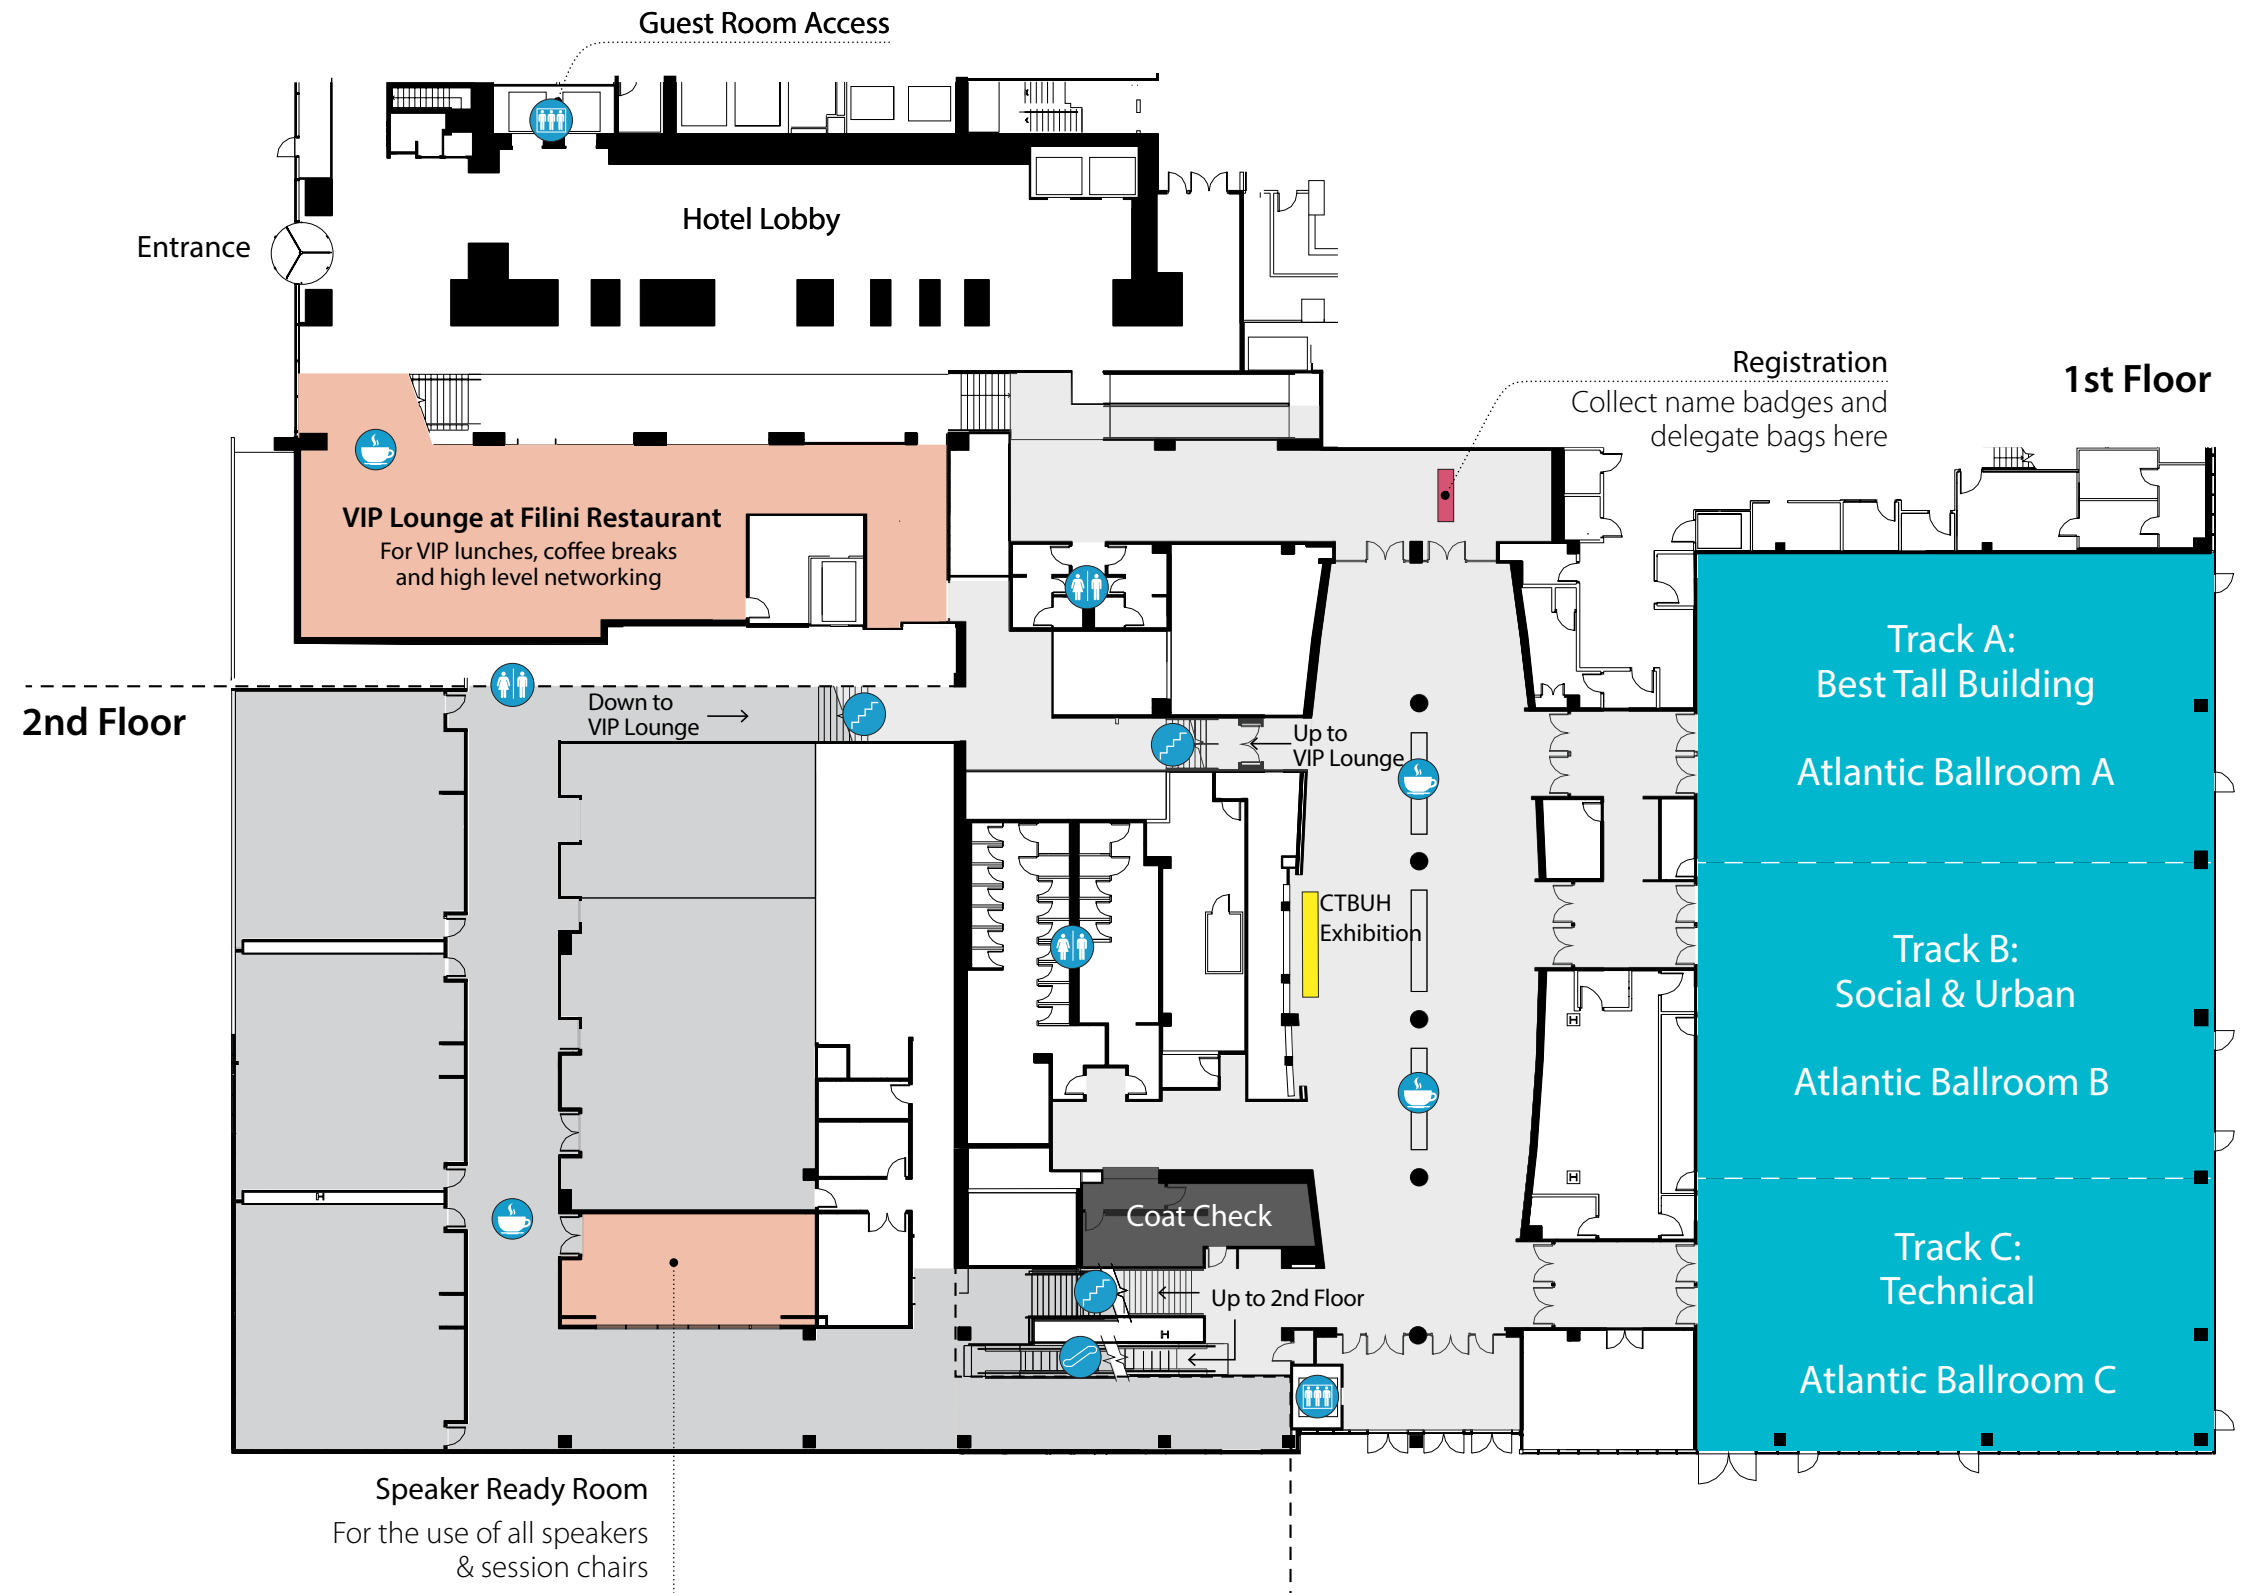 Guest Room Access
Hotel Lobby
Entrance
Registration
Collect name badges and
delegate bags here
1st Floor
VIP Lounge at Filini Restaurant
For VIP lunches, coffee breaks
and high level networking
2nd Floor
Down to
VIP Lounge
Up to
VIP Lounge
Track A:
Best Tall Building
Atlantic Ballroom A
CTBUH
Exhibition
Track B:
Social & Urban
Atlantic Ballroom B
H
H
H
Coat Check
Track C:
Technical
Up to 2nd Floor
H
Atlantic Ballroom C
Speaker Ready Room
For the use of all speakers
& session chairs